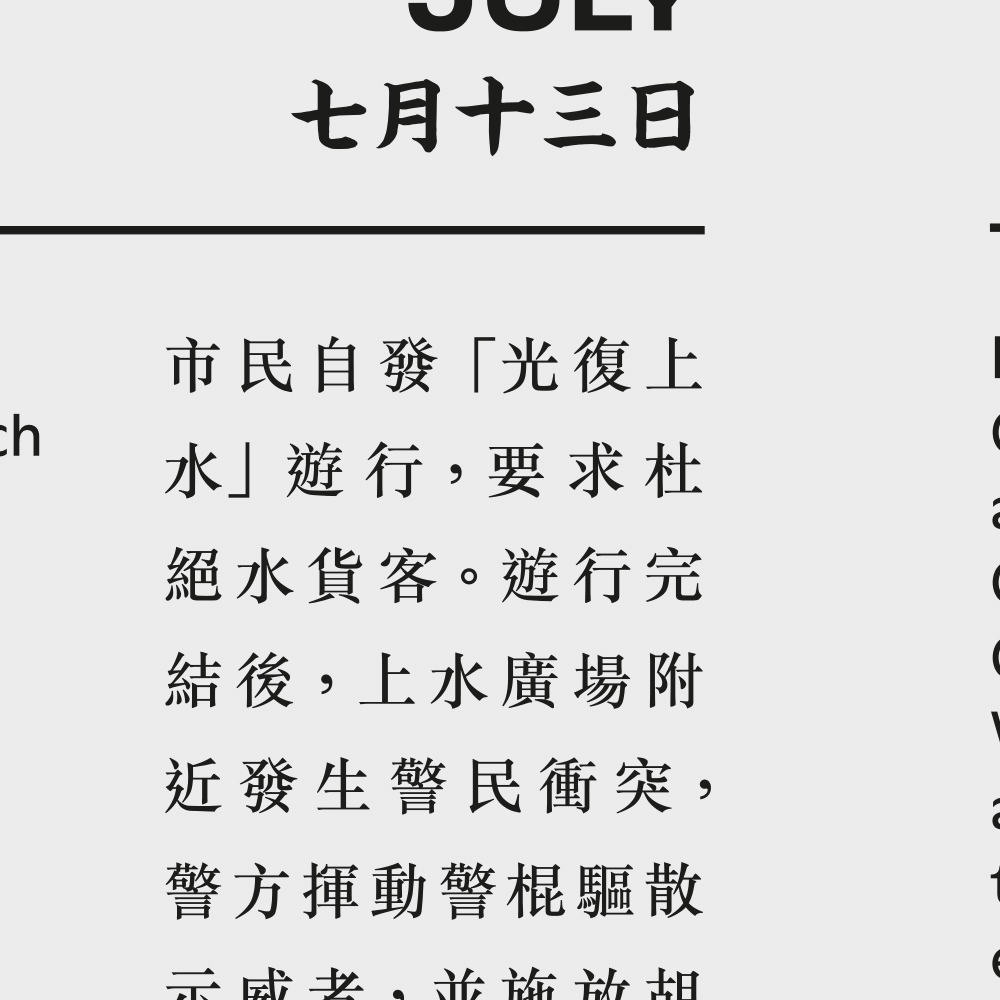 JULY
七月十三日
市民自發「光復上
水」遊行，要求杜
絕水貨客。遊行完
結後，上水廣場附
近發生警民衝突，
警方揮動警棍驅散
示威者，並施放胡
ch